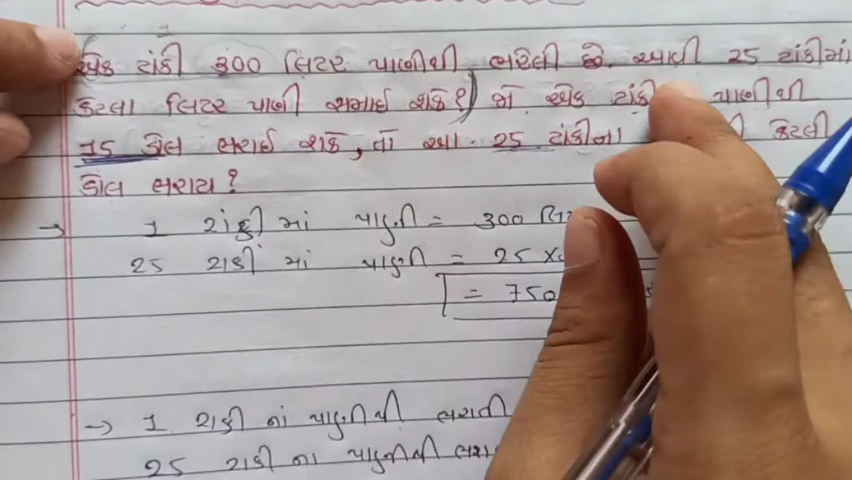 એક ટાંકી 300 લિટર પાણીથી ભરેલી છે. આવી 25 ટાંકીમાં
કેટલા લિટર પાણી સમાઈ શકે? જો એક ટાંકી પાણીથી
15 ડોલ ભરાઈ શકે, તો આ 25 ટાંકીના કેટલી
ડોલ ભરાય?
→ 1 ટાંકી માં પાણી = 300
25 ટાકી માં પાણી = 25 ×
= 750
→ 1 ટાકી નાં પાણીથી ભરાતી
25 ટાકી ના પાણીથી